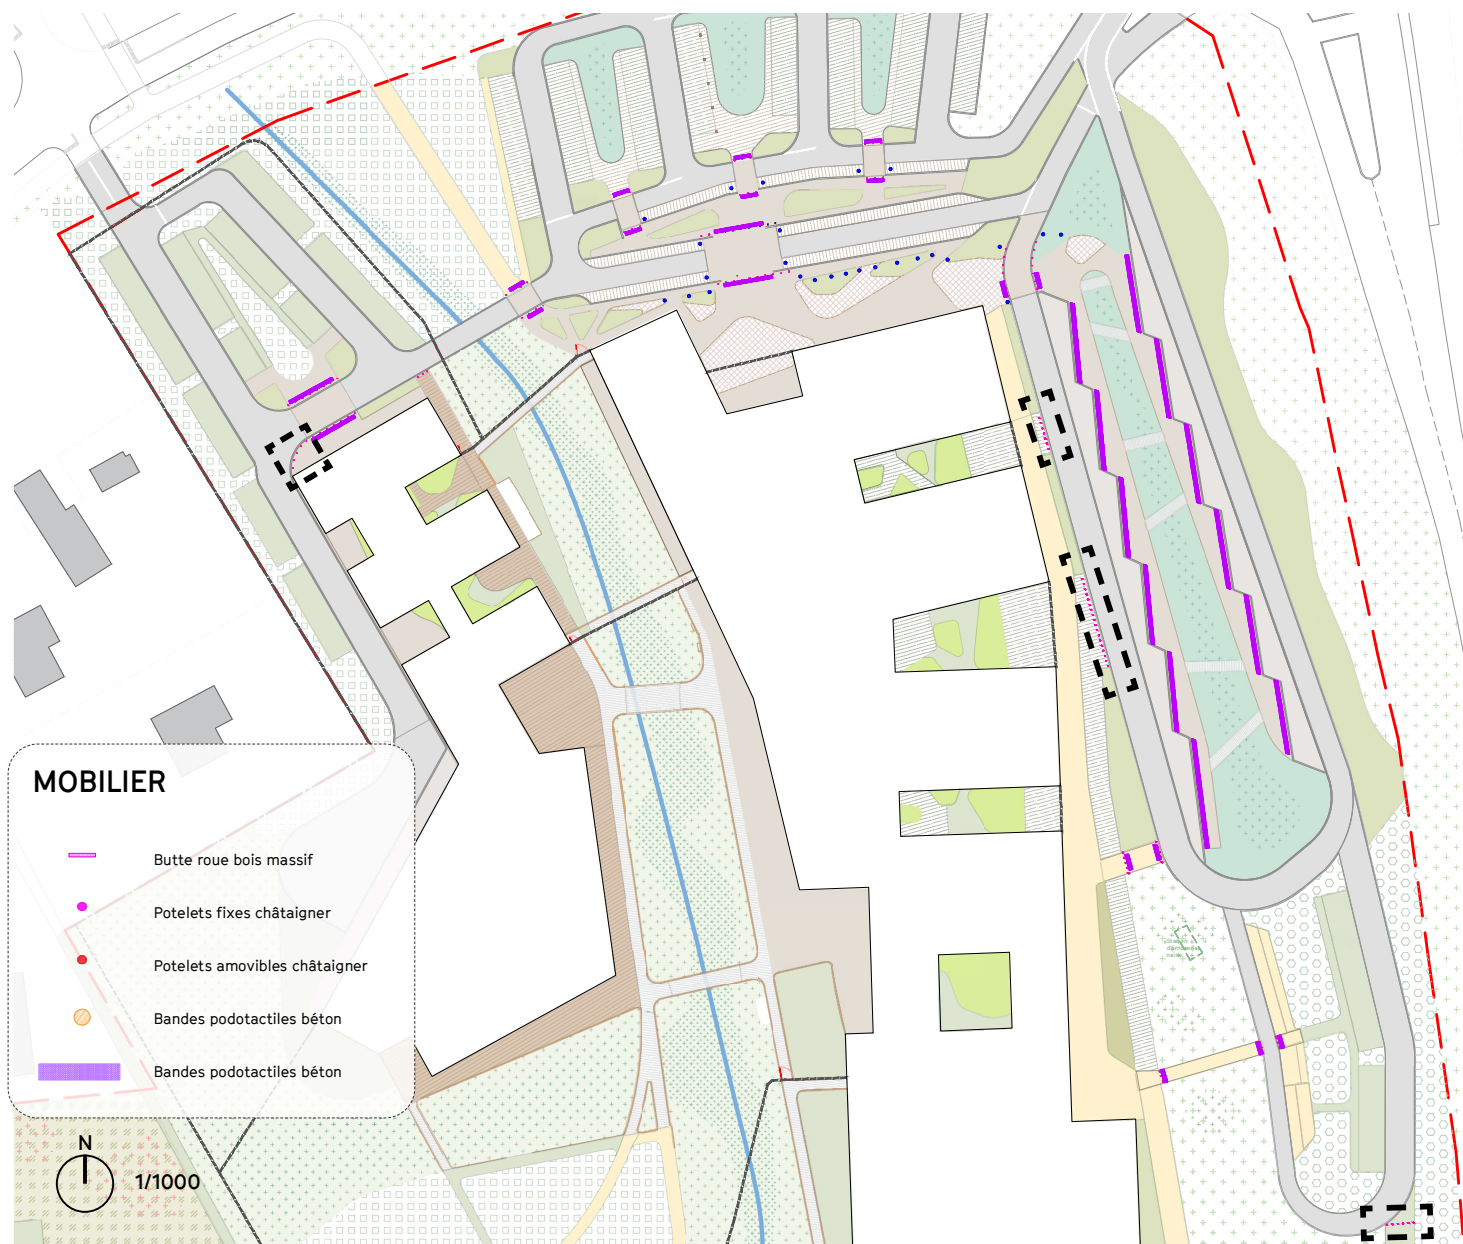 MOBILIER
Butte roue bois massif
Potelets fixes châtaigner
Potelets amovibles châtaigner
Bandes podotactiles béton
Bandes podotactiles béton
N
1/1000